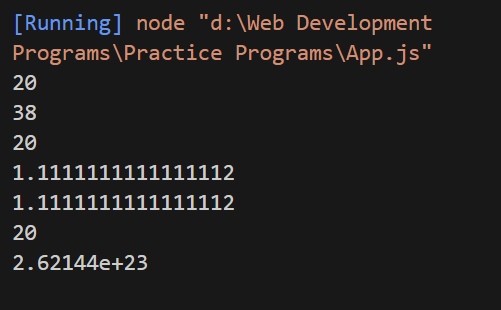 [Running] node "d:\Web Development
Programs\Practice Programs\App.js"
20
38
20
1.1111111111111112
1.1111111111111112
20
2.62144e+23